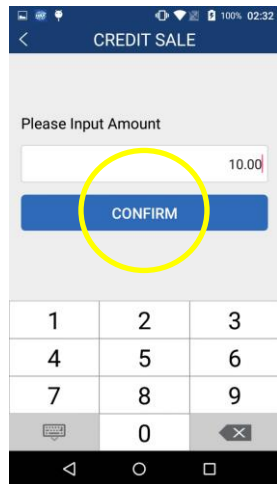 100% 02:32
CREDIT SALE
Please Input Amount
10.00
CONFIRM
1 2 3
4 5 6
7 8 9
0